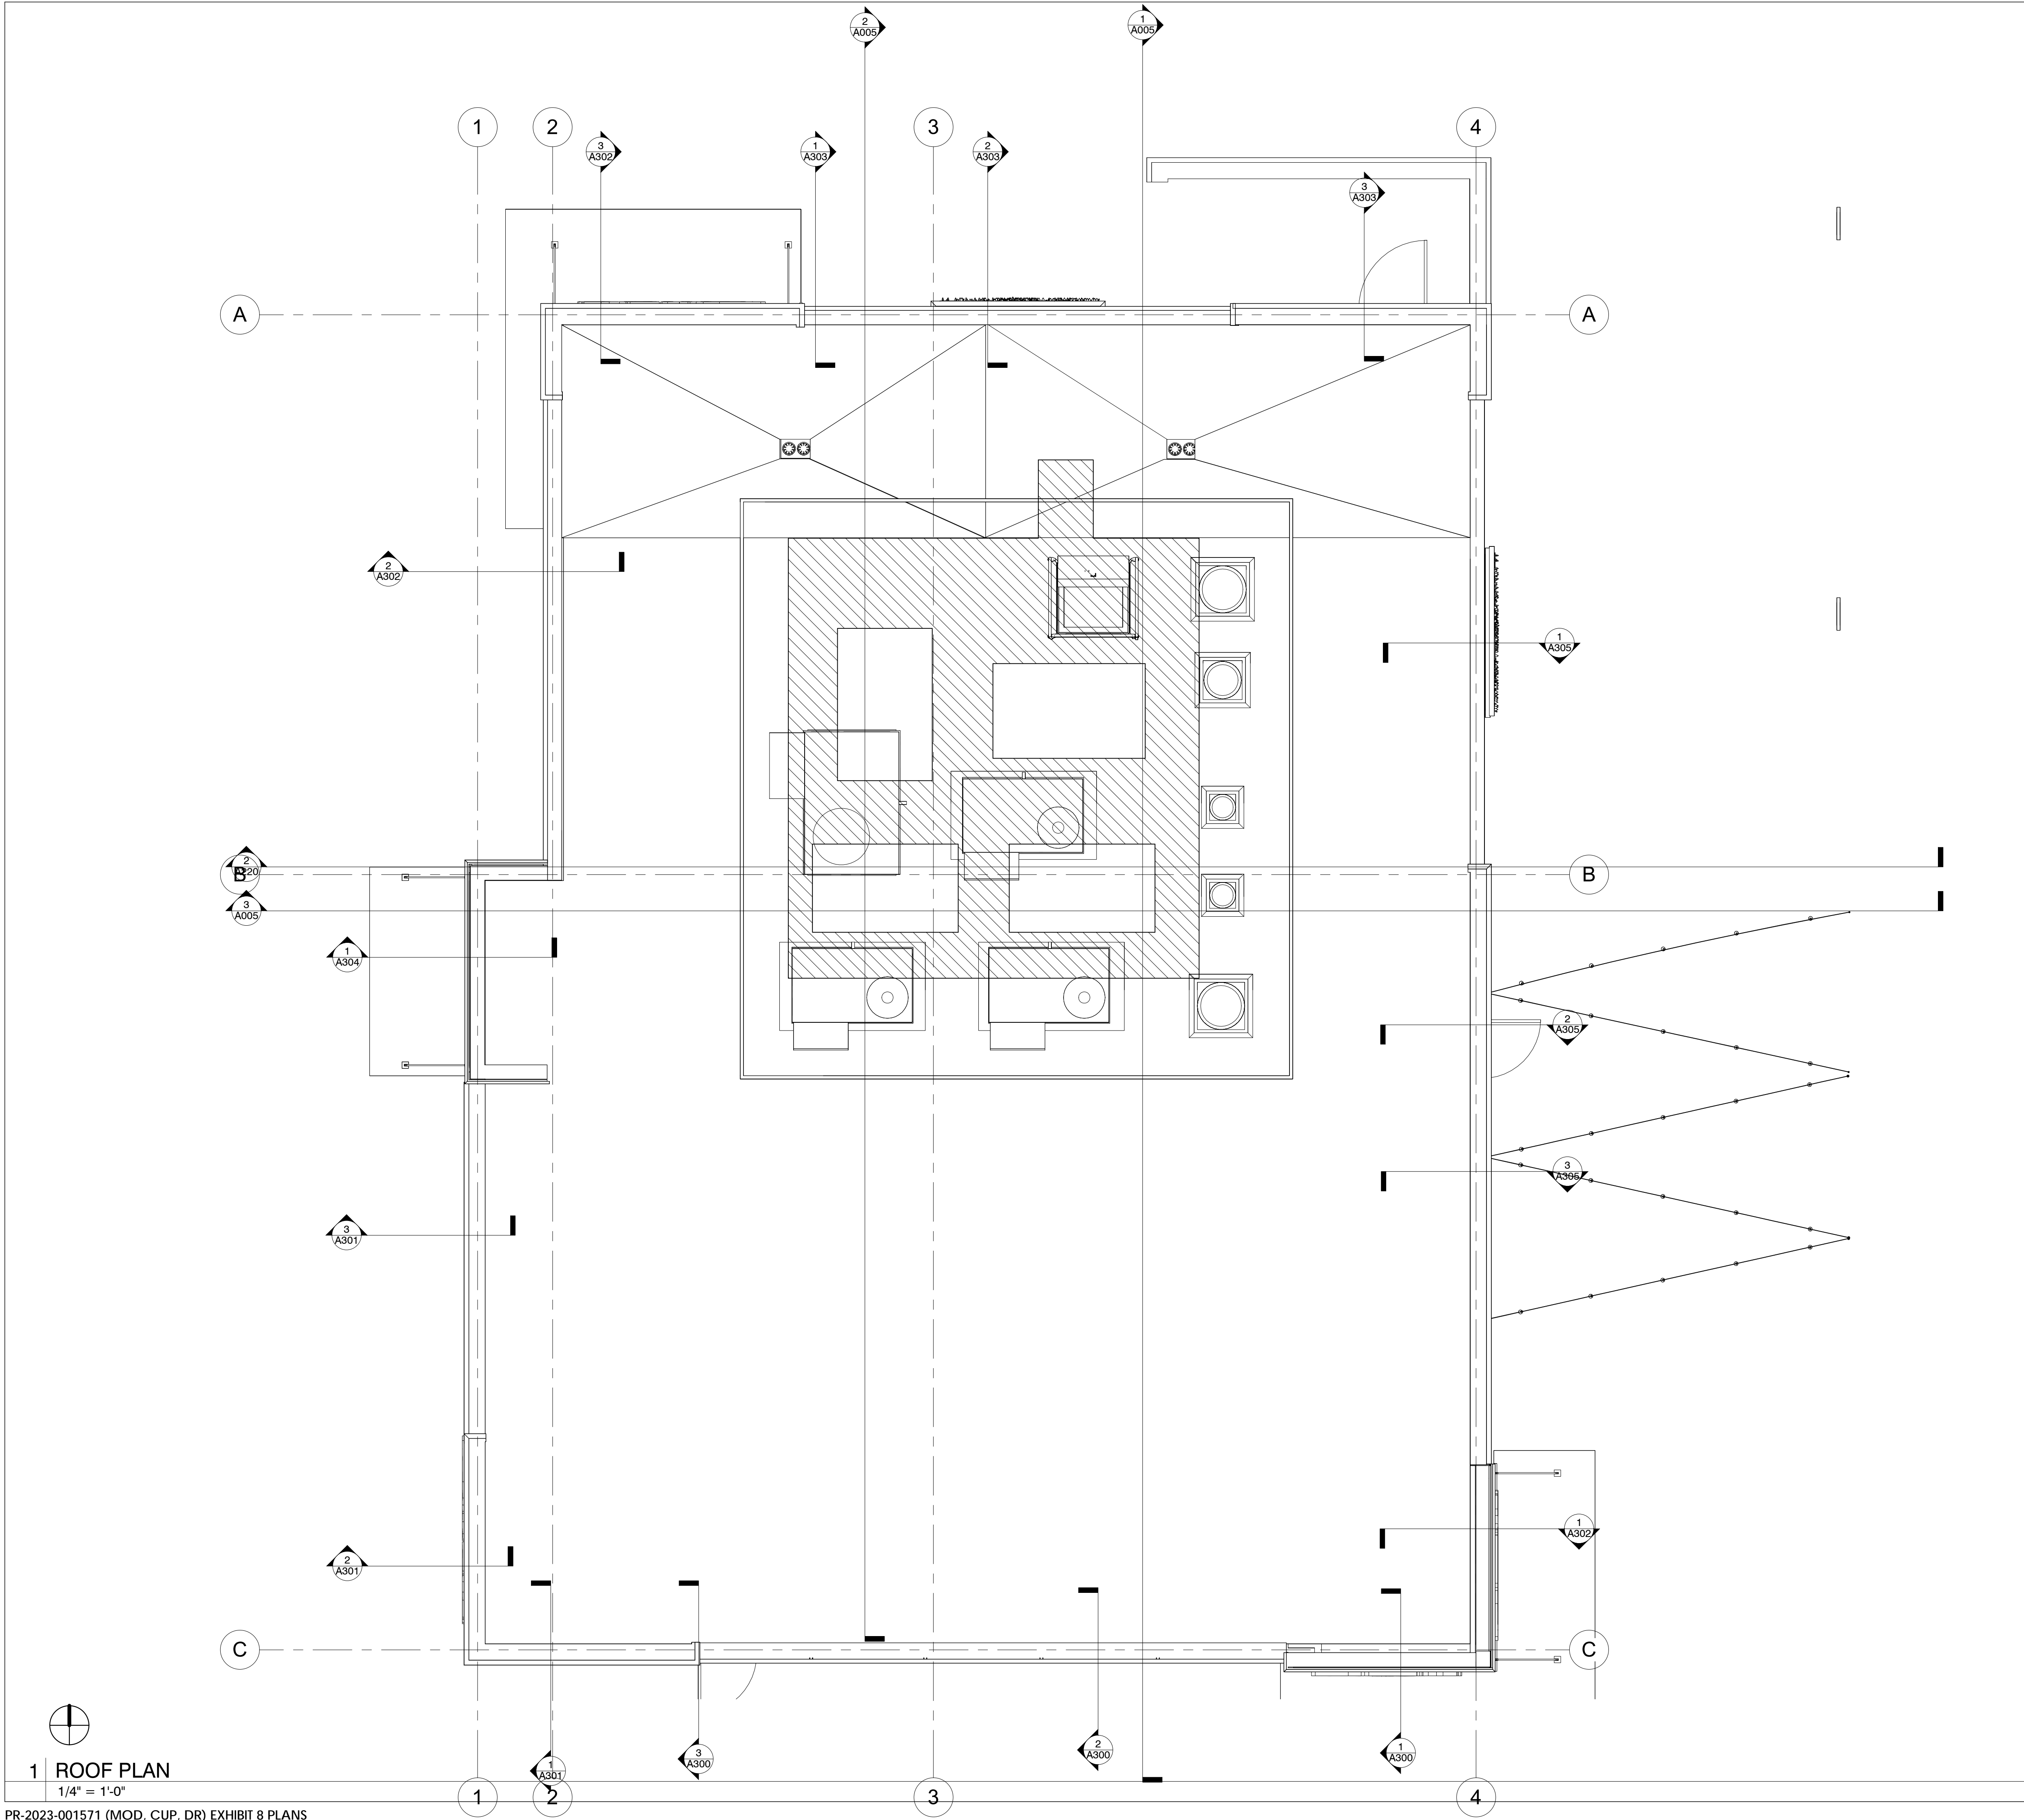 2
A005
1
A005
1
2
3
4
3
A302
1
A303
2
A303
3
A303
A
A
2
A302
1
A305
2
B
B
3
A005
1
A304
2
A305
3
A305
3
A301
1
A302
2
A301
C
C
1
A301
3
A300
2
A300
1
A300
1 ROOF PLAN
1/4" = 1'-0"
1
2
3
4
PR-2023-001571 (MOD, CUP, DR) EXHIBIT 8 PLANS